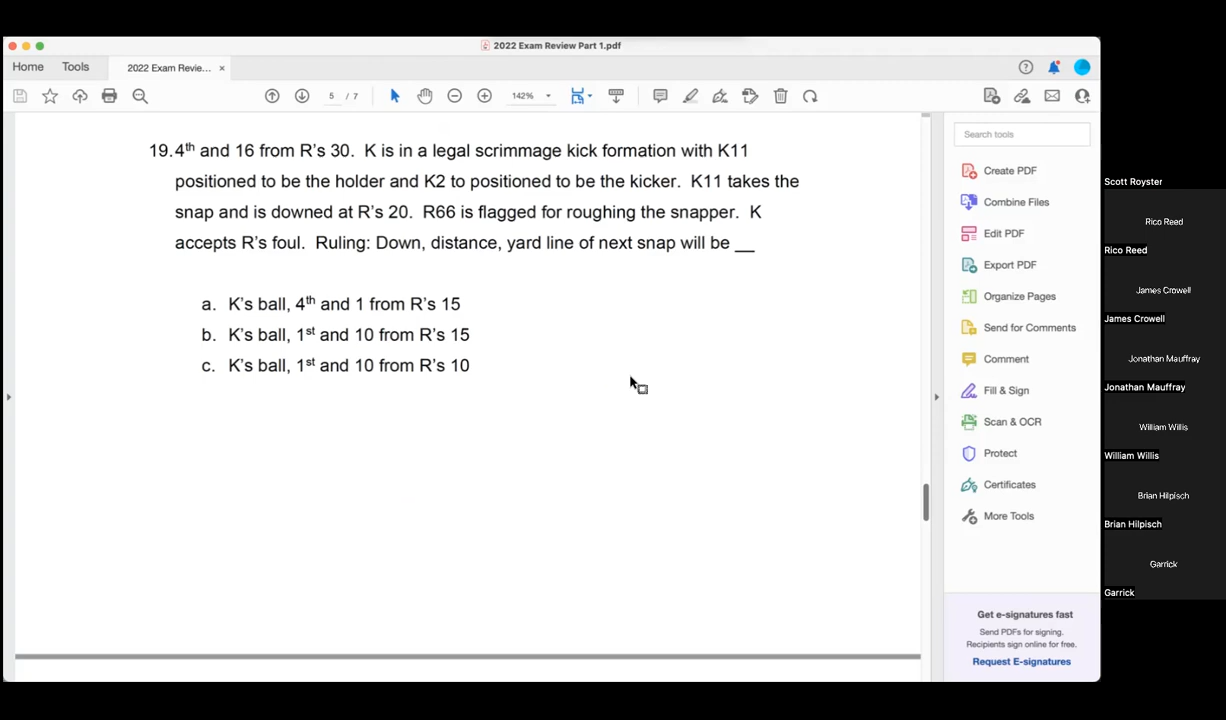 2022 Exam Review Part 1.pdf
Home
Tools
2022 Exam Revie... ×
5 / 7
142%
19. 4th and 16 from R's 30. K is in a legal scrimmage kick formation with K11
positioned to be the holder and K2 to positioned to be the kicker. K11 takes the
snap and is downed at R's 20. R66 is flagged for roughing the snapper. K
accepts R's foul. Ruling: Down, distance, yard line of next snap will be __
a. K's ball, 4th and 1 from R's 15
b. K's ball, 1st and 10 from R's 15
c. K's ball, 1st and 10 from R's 10
Search tools
Create PDF
Combine Files
Edit PDF
Export PDF
Organize Pages
Send for Comments
Comment
Fill & Sign
Scan & OCR
Protect
Certificates
More Tools
Get e-signatures fast
Send PDFs for signing.
Recipients sign online for free.
Request E-signatures
Scott Royster
Rico Reed
Rico Reed
James Crowell
James Crowell
Jonathan Mauffray
Jonathan Mauffray
William Willis
William Willis
Brian Hilpisch
Brian Hilpisch
Garrick
Garrick